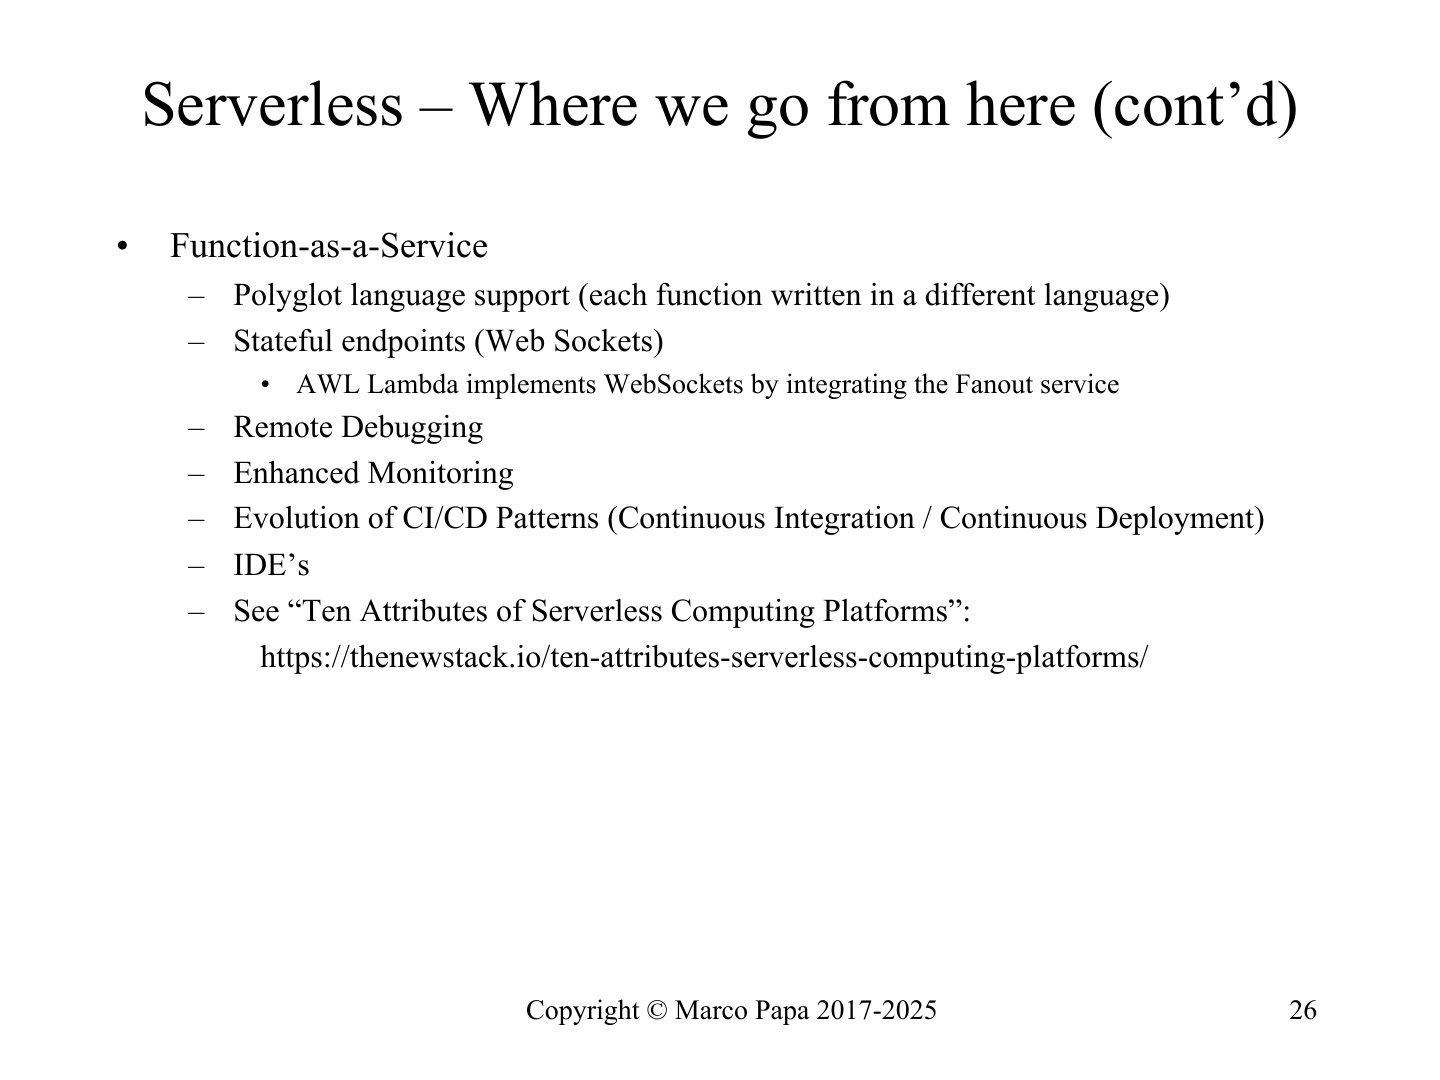 Serverless – Where we go from here (cont’d)
• Function-as-a-Service
– Polyglot language support (each function written in a different language)
– Stateful endpoints (Web Sockets)
• AWL Lambda implements WebSockets by integrating the Fanout service
– Remote Debugging
– Enhanced Monitoring
– Evolution of CI/CD Patterns (Continuous Integration / Continuous Deployment)
– IDE’s
– See “Ten Attributes of Serverless Computing Platforms”:
https://thenewstack.io/ten-attributes-serverless-computing-platforms/
Copyright © Marco Papa 2017-2025
26